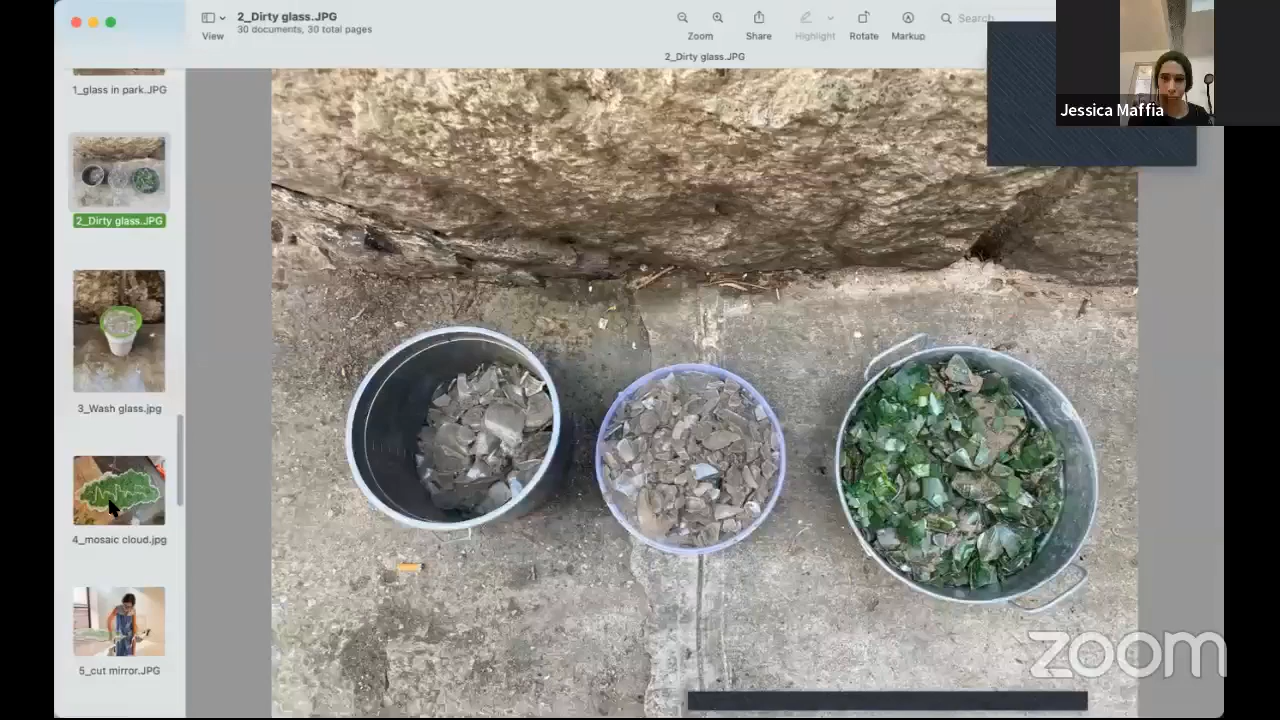 2_Dirty glass.JPG
30 documents, 30 total pages
View
Zoom
Share
Highlight
Rotate
Markup
Search
2_Dirty glass.JPG
1_glass in park.JPG
2_Dirty glass.JPG
3_Wash glass.jpg
4_mosaic cloud.jpg
5_cut mirror.JPG
Jessica Maffia
zoom